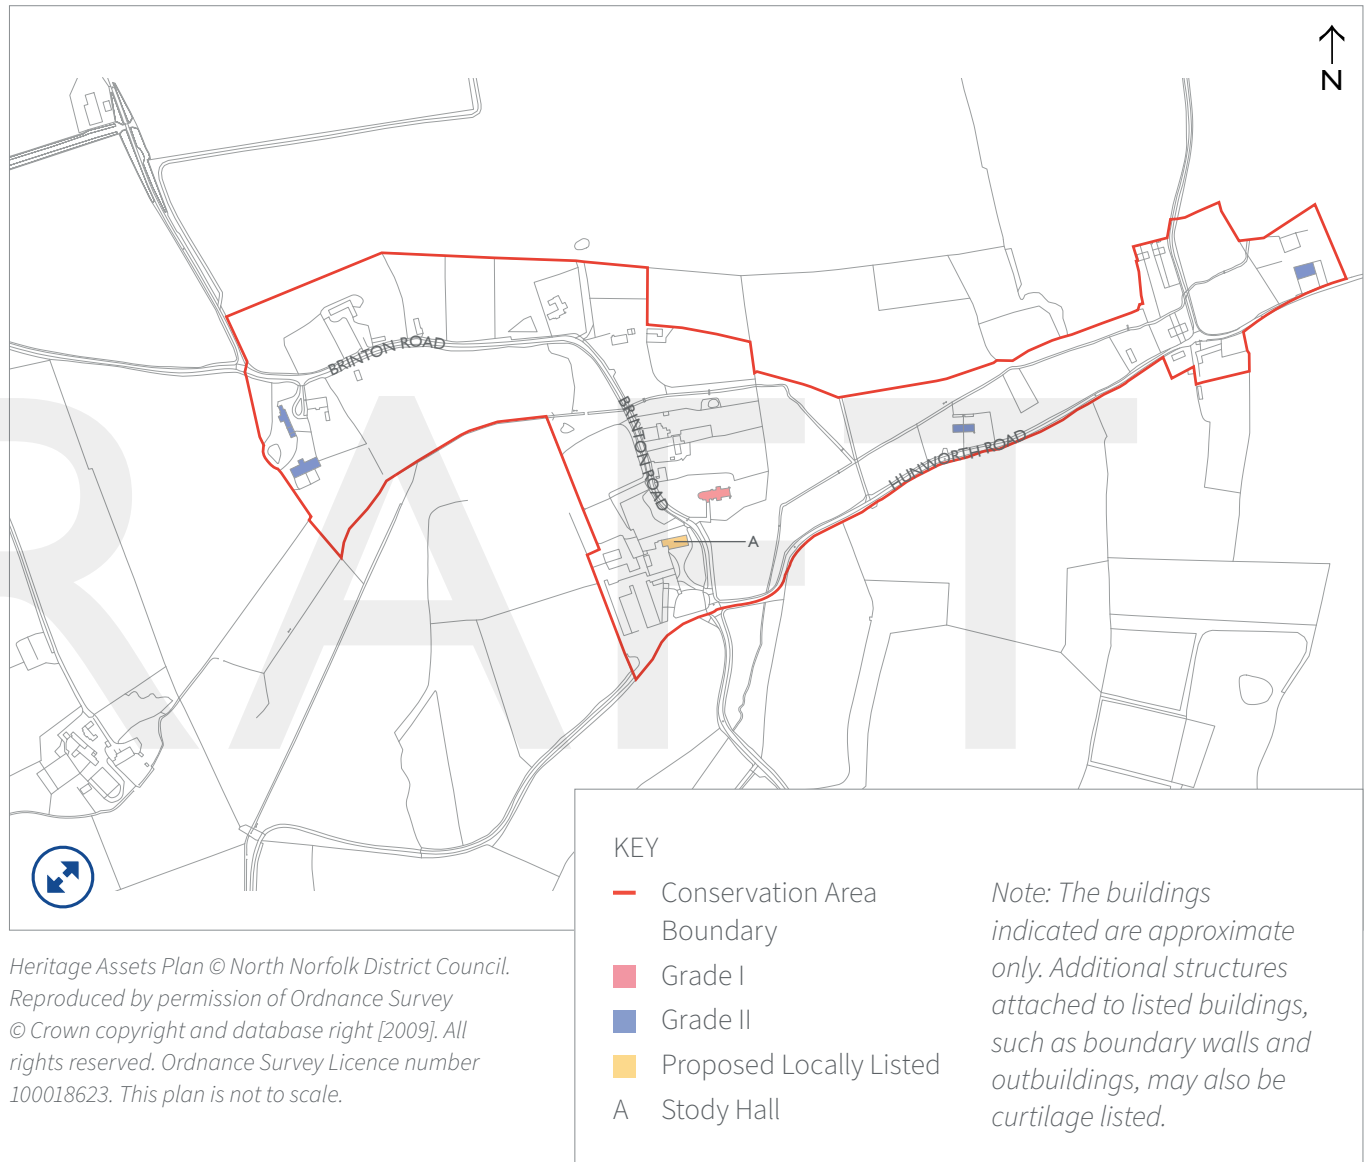 N
BRINTON ROAD
BRINTON ROAD
HUNWORTH ROAD
A
DRAFT
KEY
Conservation Area
Boundary
Grade I
Grade II
Proposed Locally Listed
A Stody Hall
Note: The buildings
indicated are approximate
only. Additional structures
attached to listed buildings,
such as boundary walls and
outbuildings, may also be
curtilage listed.
Heritage Assets Plan © North Norfolk District Council.
Reproduced by permission of Ordnance Survey
© Crown copyright and database right [2009]. All
rights reserved. Ordnance Survey Licence number
100018623. This plan is not to scale.